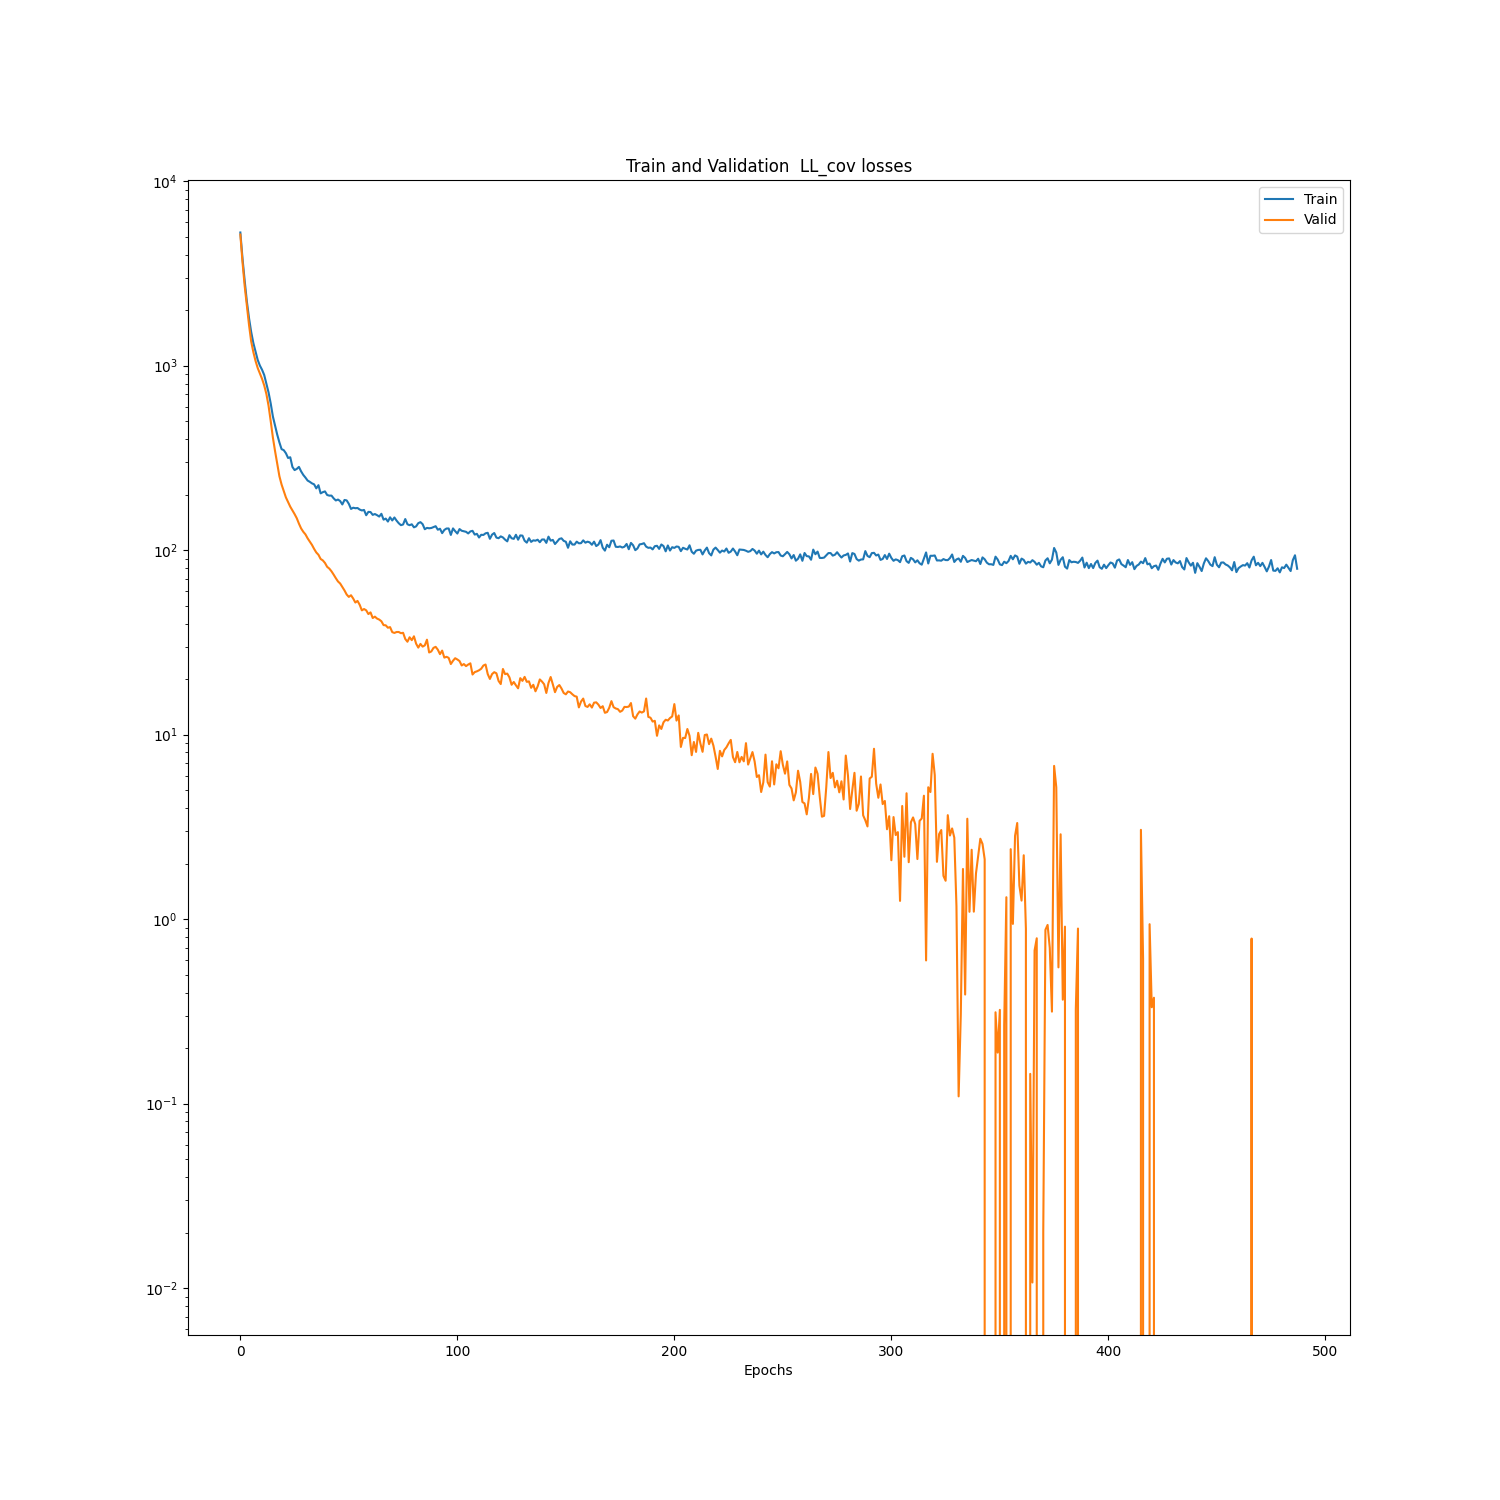 Train and Validation  LL_cov losses
Train
Valid
10⁴
10³
10²
10¹
10⁰
10⁻¹
10⁻²
0 100 200 300 400 500
Epochs